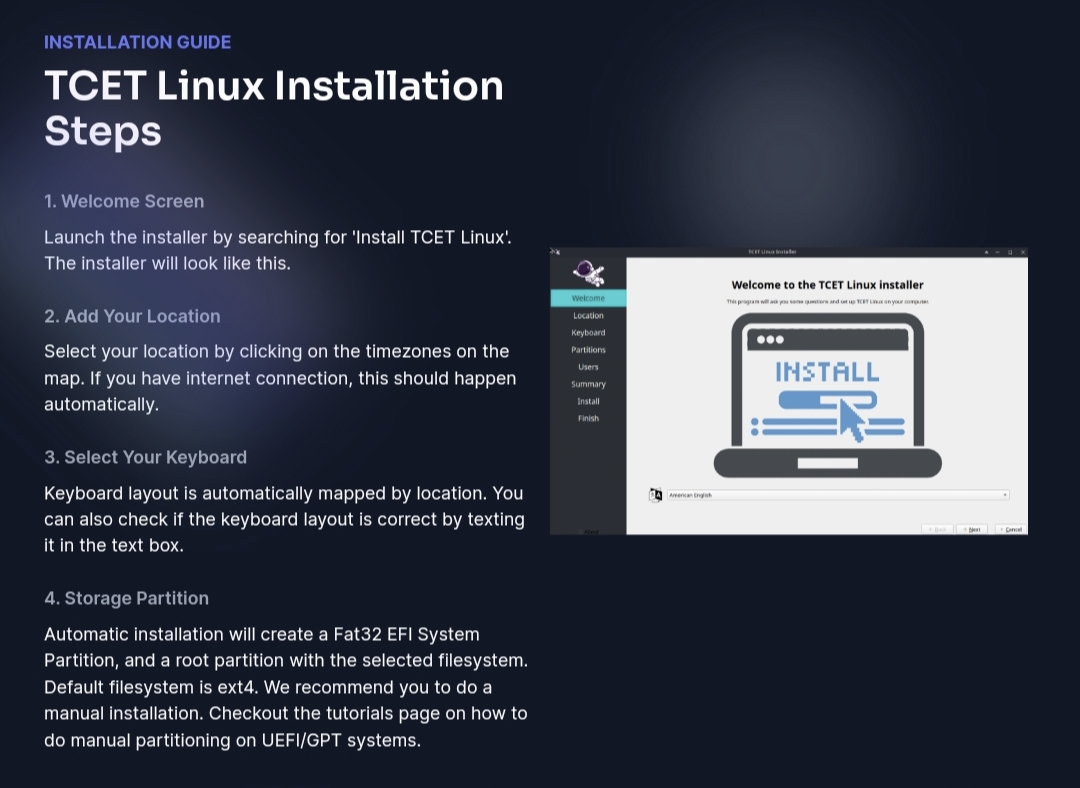 INSTALLATION GUIDE
TCET Linux Installation
Steps
1. Welcome Screen
Launch the installer by searching for 'Install TCET Linux'.
The installer will look like this.
2. Add Your Location
Select your location by clicking on the timezones on the
map. If you have internet connection, this should happen
automatically.
3. Select Your Keyboard
Keyboard layout is automatically mapped by location. You
can also check if the keyboard layout is correct by texting
it in the text box.
4. Storage Partition
Automatic installation will create a Fat32 EFI System
Partition, and a root partition with the selected filesystem.
Default filesystem is ext4. We recommend you to do a
manual installation. Checkout the tutorials page on how to
do manual partitioning on UEFI/GPT systems.
TCET Linux Installer
Welcome
Location
Keyboard
Partitions
Users
Summary
Install
Finish
About
Welcome to the TCET Linux installer
This program will ask you some questions and set up TCET Linux on your computer.
INSTALL
American English
Back
Next
Cancel